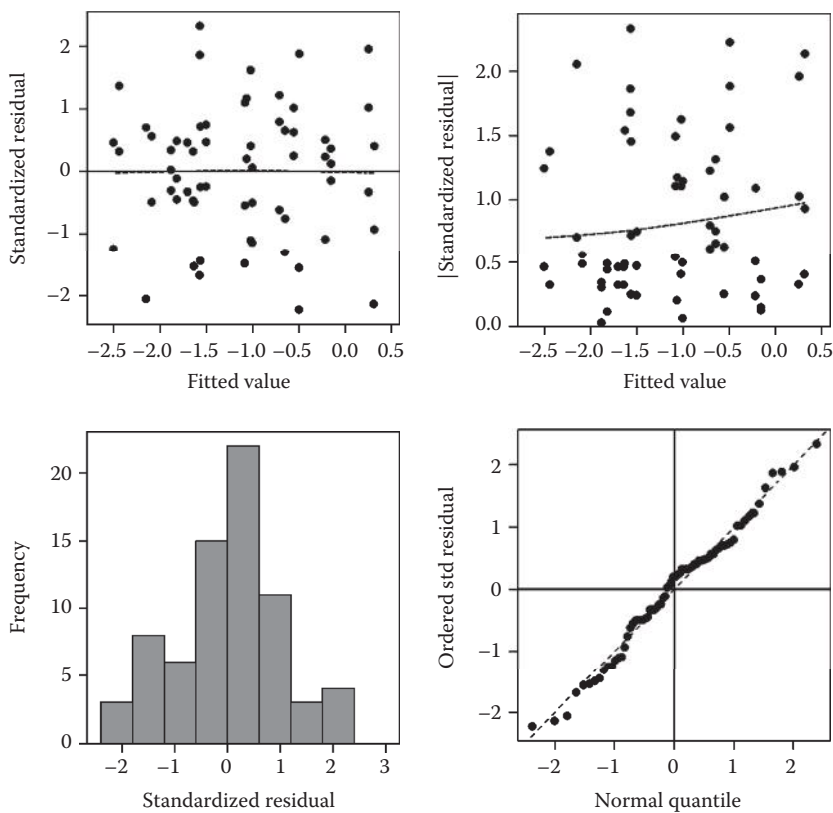 Standardized residual
2
1
0
−1
−2
−2.5 −2.0 −1.5 −1.0 −0.5 0.0 0.5
Fitted value
|Standardized residual|
2.0
1.5
1.0
0.5
0.0
−2.5 −2.0 −1.5 −1.0 −0.5 0.0 0.5
Fitted value
Frequency
20
15
10
5
0
−2 −1 0 1 2 3
Standardized residual
Ordered std residual
2
1
0
−1
−2
−2 −1 0 1 2
Normal quantile